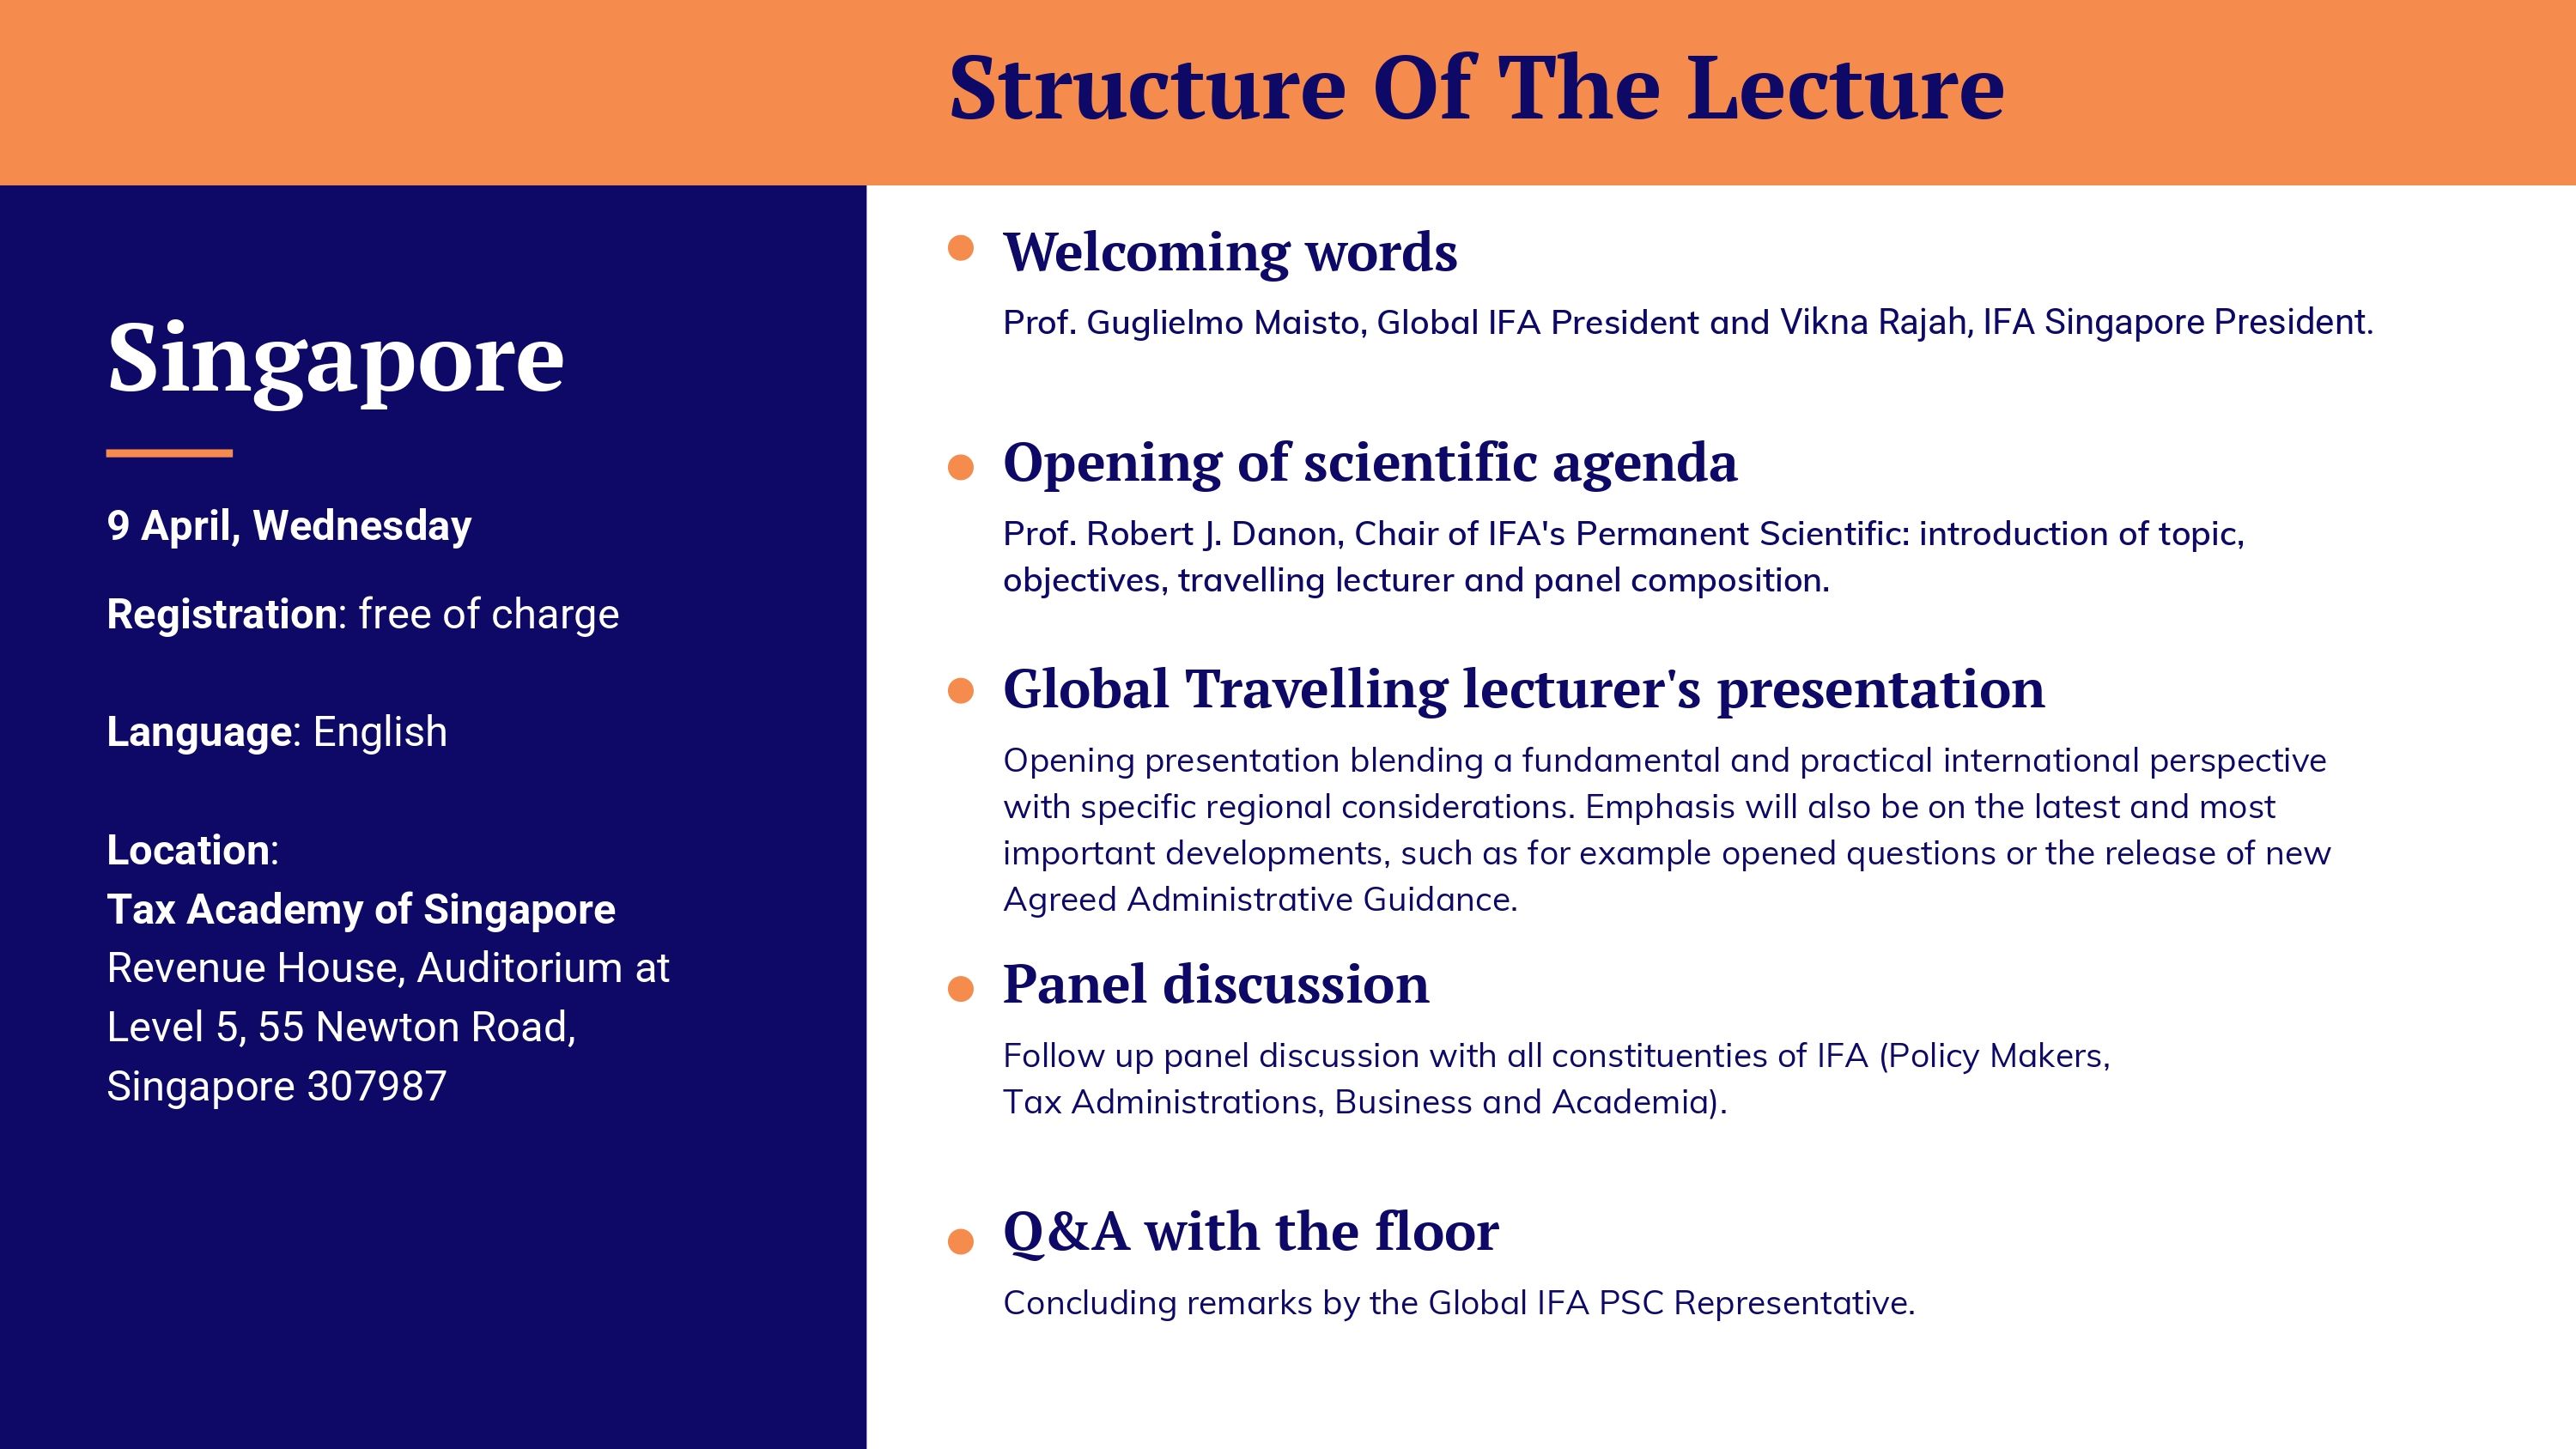 Structure Of The Lecture
Singapore
9 April, Wednesday
Registration: free of charge
Language: English
Location:
Tax Academy of Singapore
Revenue House, Auditorium at
Level 5, 55 Newton Road,
Singapore 307987
Welcoming words
Prof. Guglielmo Maisto, Global IFA President and Vikna Rajah, IFA Singapore President.
Opening of scientific agenda
Prof. Robert J. Danon, Chair of IFA's Permanent Scientific: introduction of topic,
objectives, travelling lecturer and panel composition.
Global Travelling lecturer's presentation
Opening presentation blending a fundamental and practical international perspective
with specific regional considerations. Emphasis will also be on the latest and most
important developments, such as for example opened questions or the release of new
Agreed Administrative Guidance.
Panel discussion
Follow up panel discussion with all constituenties of IFA (Policy Makers,
Tax Administrations, Business and Academia).
Q&A with the floor
Concluding remarks by the Global IFA PSC Representative.